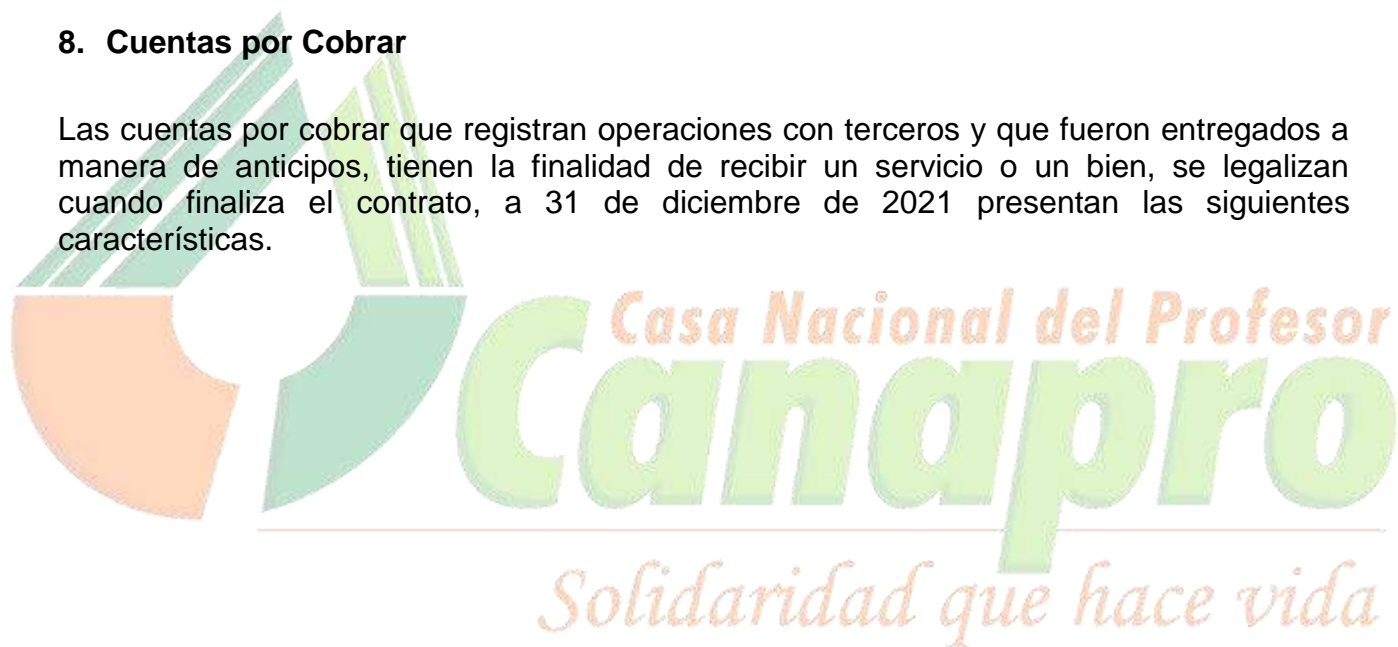 8. Cuentas por Cobrar
Las cuentas por cobrar que registran operaciones con terceros y que fueron entregados a
manera de anticipos, tienen la finalidad de recibir un servicio o un bien, se legalizan
cuando finaliza el contrato, a 31 de diciembre de 2021 presentan las siguientes
características.
Casa Nacional del Profesor
Canapro
Solidaridad que hace vida